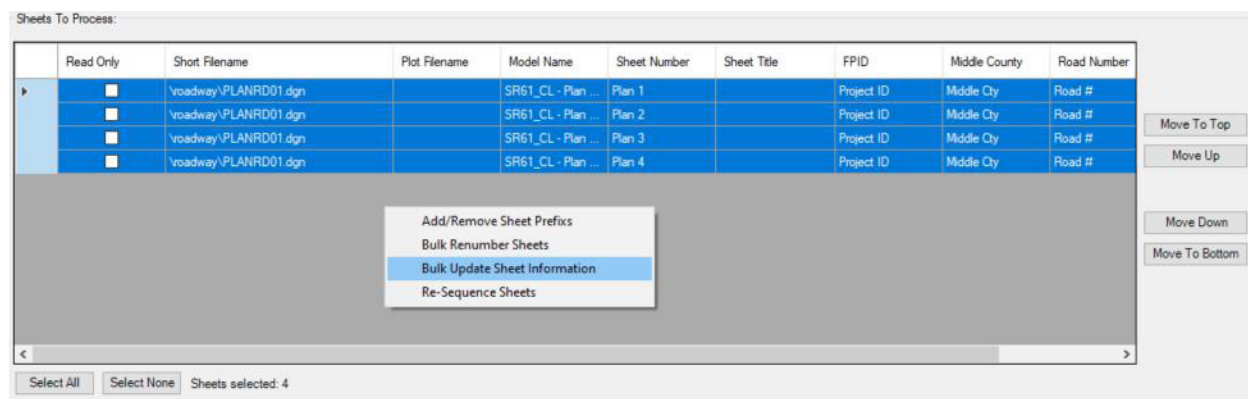 Sheets To Process:
Read Only Short Filename Plot Filename Model Name Sheet Number Sheet Title FPID Middle County Road Number
\roadway\PLANRD01.dgn SR61_CL - Plan ... Plan 1 Project ID Middle Cty Road #
\roadway\PLANRD01.dgn SR61_CL - Plan ... Plan 2 Project ID Middle Cty Road #
\roadway\PLANRD01.dgn SR61_CL - Plan ... Plan 3 Project ID Middle Cty Road #
\roadway\PLANRD01.dgn SR61_CL - Plan ... Plan 4 Project ID Middle Cty Road #
Move To Top
Move Up
Move Down
Move To Bottom
Add/Remove Sheet Prefixs
Bulk Renumber Sheets
Bulk Update Sheet Information
Re-Sequence Sheets
Select All Select None Sheets selected: 4